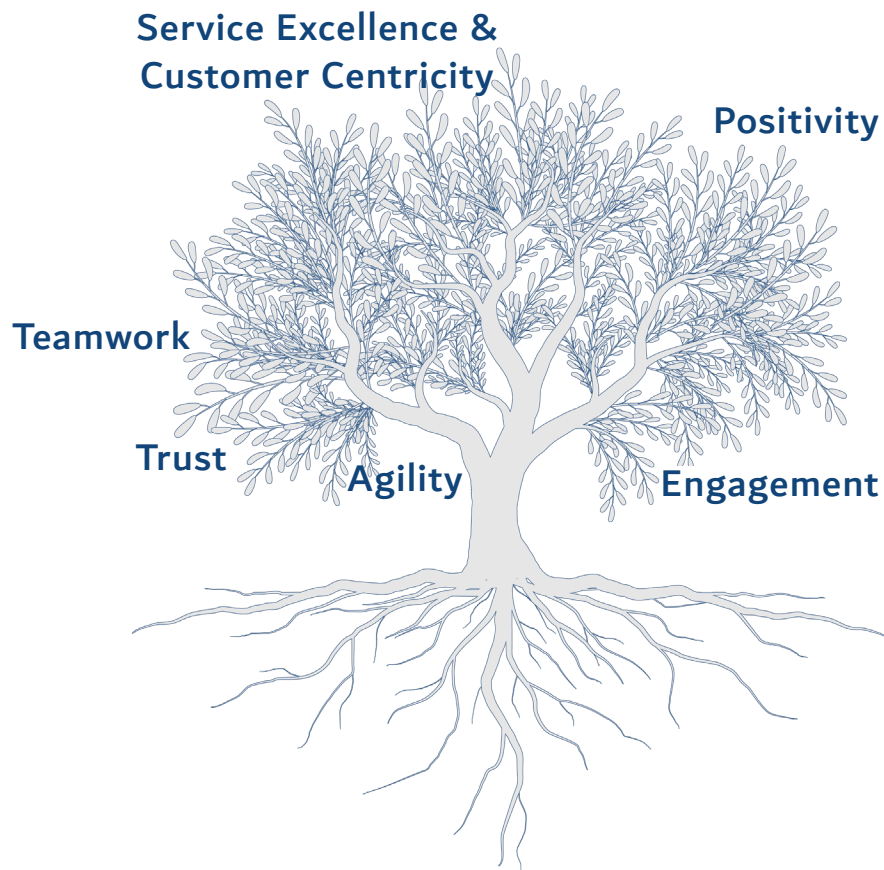 Service Excellence &
Customer Centricity
Positivity
Teamwork
Trust
Agility
Engagement